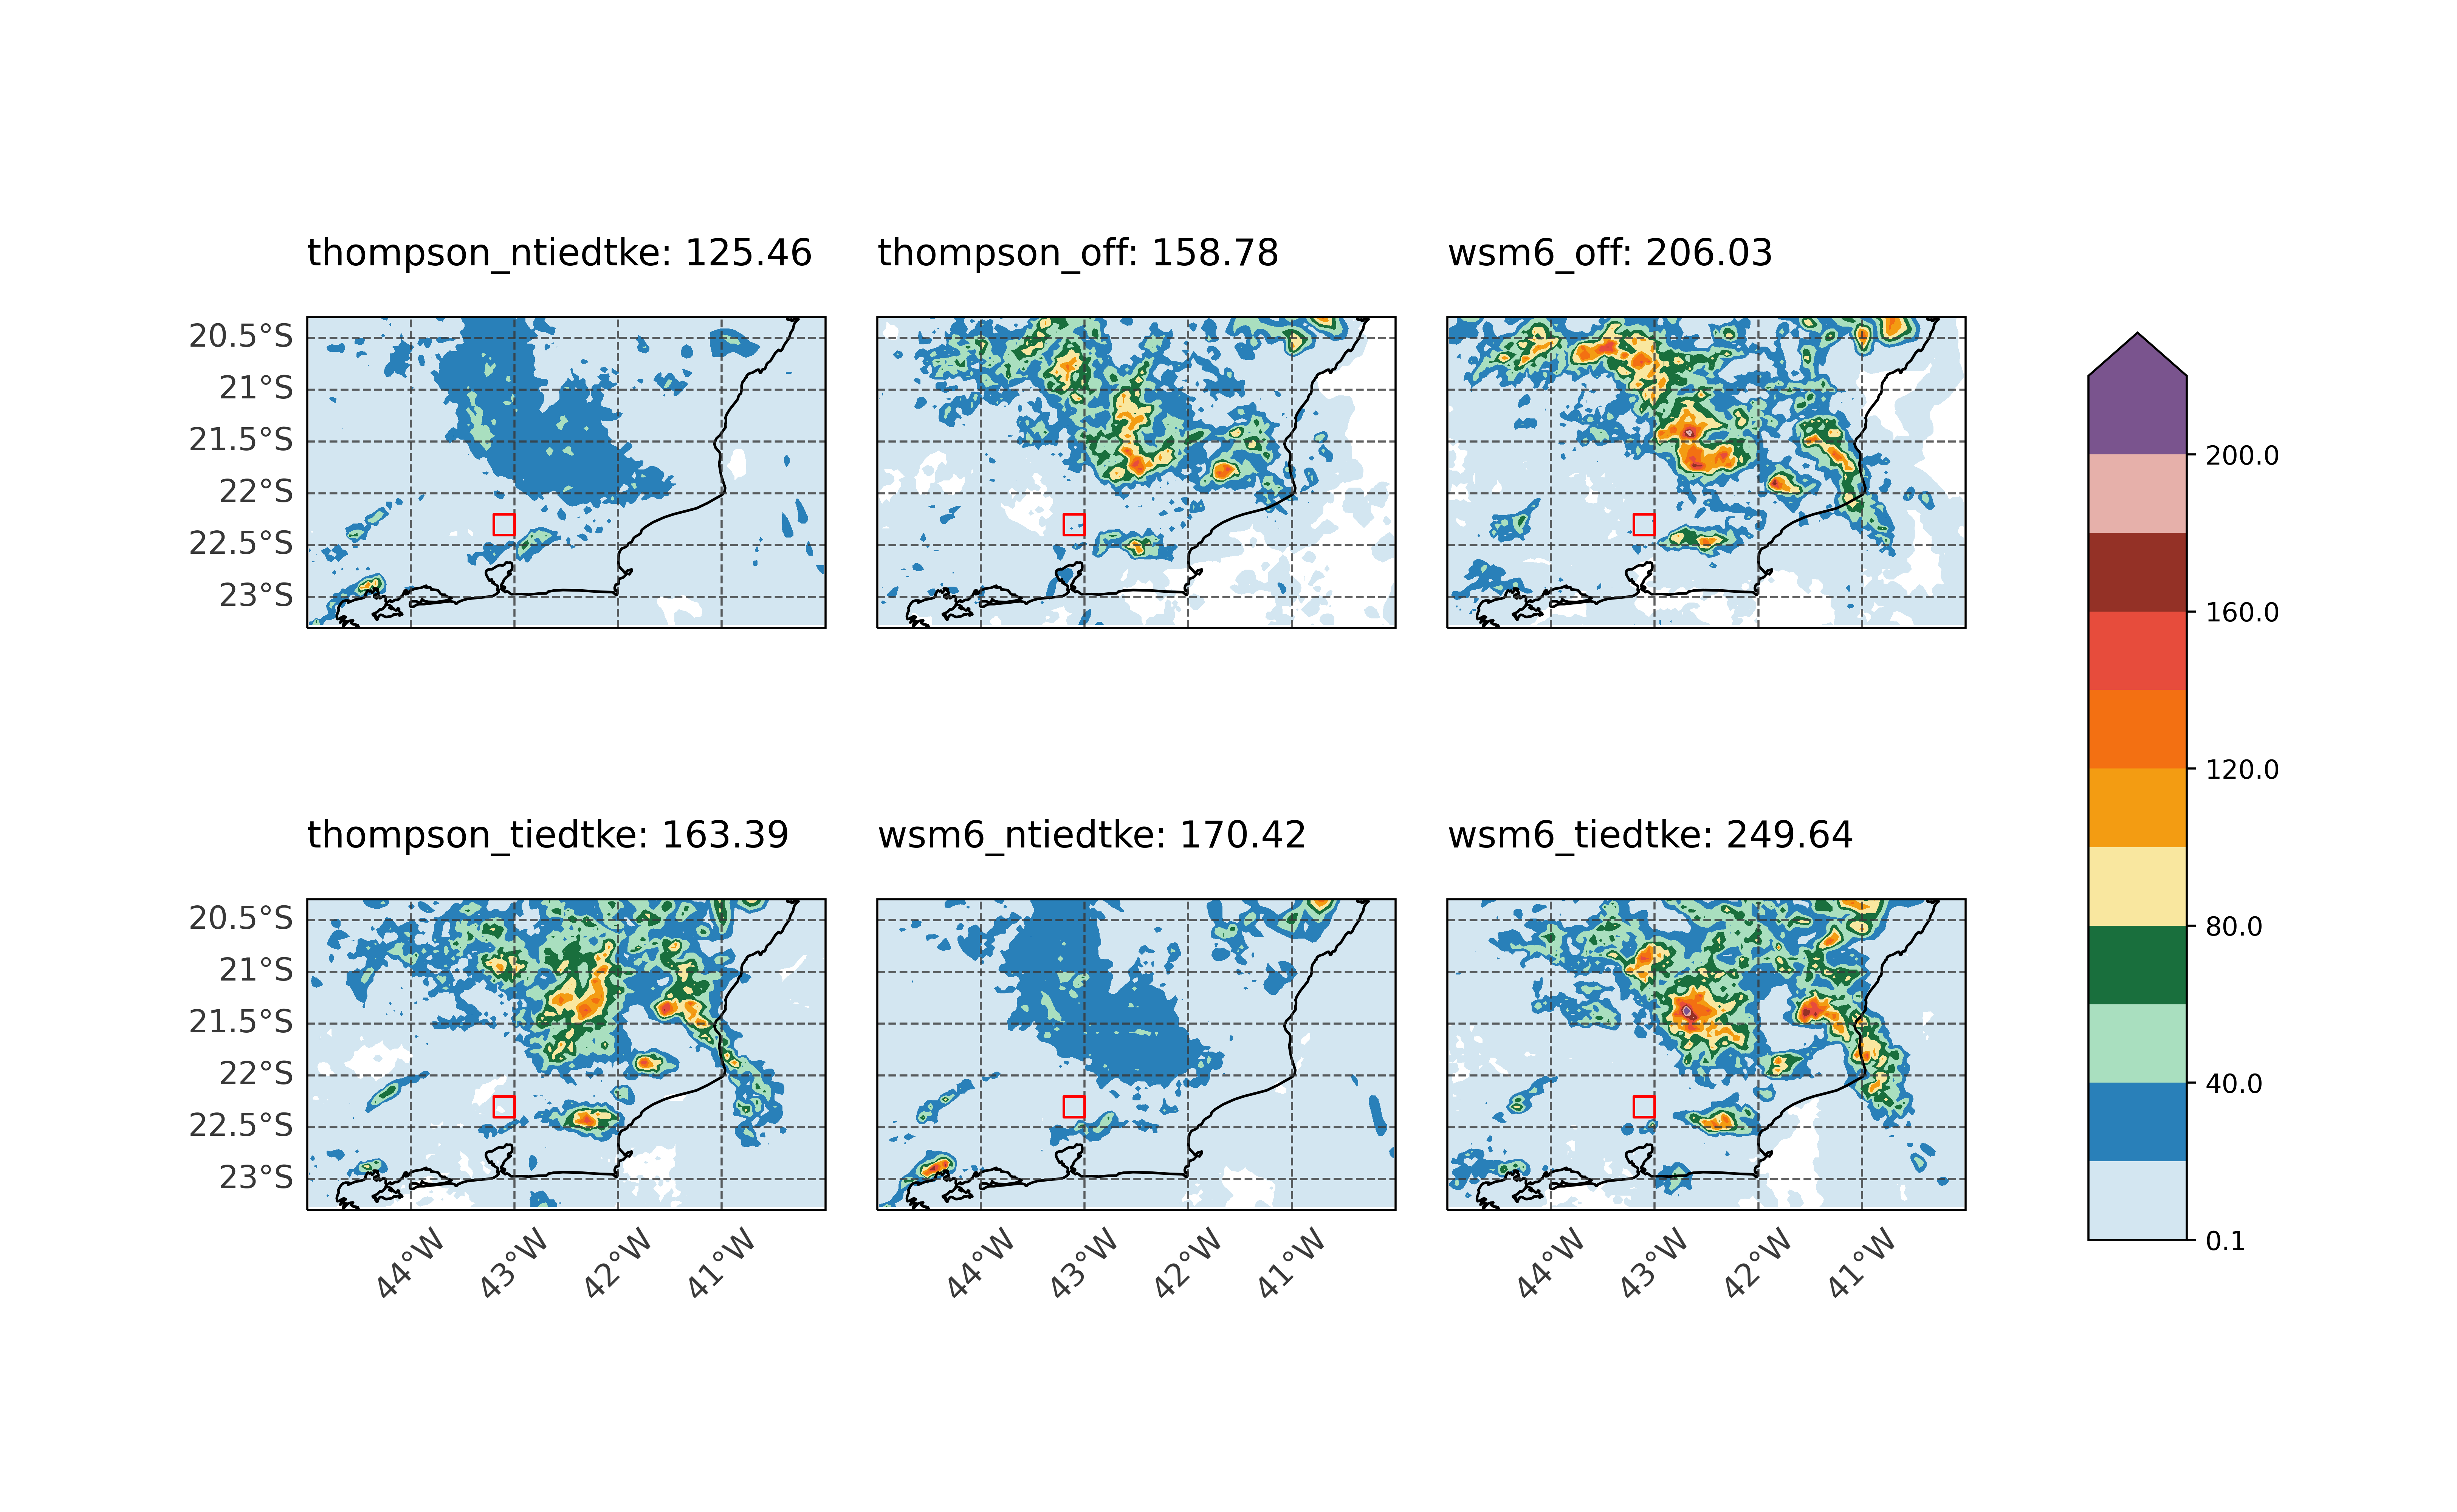 thompson_ntiedtke: 125.46
thompson_off: 158.78
wsm6_off: 206.03
20.5°S
21°S
21.5°S
22°S
22.5°S
23°S
thompson_tiedtke: 163.39
wsm6_ntiedtke: 170.42
wsm6_tiedtke: 249.64
20.5°S
21°S
21.5°S
22°S
22.5°S
23°S
44°W
43°W
42°W
41°W
44°W
43°W
42°W
41°W
44°W
43°W
42°W
41°W
200.0
160.0
120.0
80.0
40.0
0.1